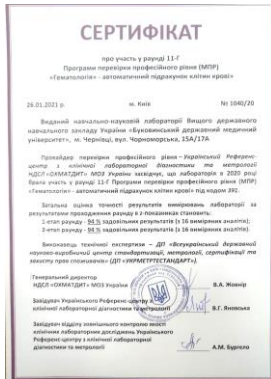 СЕРТИФІКАТ
про участь у раунді 11-Г
Програми перевірки професійного рівня (МПР)
«Гематологія» - автоматичний підрахунок клітин крові»
26.01.2021 р. м. Київ № 1040/20
Виданий навчально-науковій лабораторії Вищого державного
навчального закладу України «Буковинський державний медичний
університет», м. Чернівці, вул. Чорноморська, 15А/17А
Провайдер перевірки професійного рівня – Український Референс-
центр з клінічної лабораторної діагностики та метрології
НДСЛ «ОХМАТДИТ» МОЗ України засвідчує, що лабораторія в 2020 році
брала участь у раунді 11-Г Програми перевірки професійного рівня (МПР)
«Гематологія» - автоматичний підрахунок клітин крові» під кодом 392.
Загальна оцінка точності результатів вимірювань лабораторії за
результатами проходження раунду в 2-показниках становить:
1-етап раунду - 94 % задовільних результатів (з 16 вимірянних аналітів);
2-етап раунду - 94 % задовільних результатів (з 16 вимірянних аналітів).
Виконавець технічної експертизи – ДП «Всеукраїнський державний
науково-виробничий центр стандартизації, метрології, сертифікації та
захисту прав споживачів» (ДП «УКРМЕТРТЕСТСТАНДАРТ»).
Генеральний директор
НДСЛ «ОХМАТДИТ» МОЗ України В.А. Жовнір
Завідувач Українського Референс-центру з
клінічної лабораторної діагностики та метрології В.Г. Яновська
Завідувач відділу зовнішнього контролю якості
клінічних лабораторних досліджень Українського
Референс-центру з клінічної лабораторної
діагностики та метрології А.М. Бургело